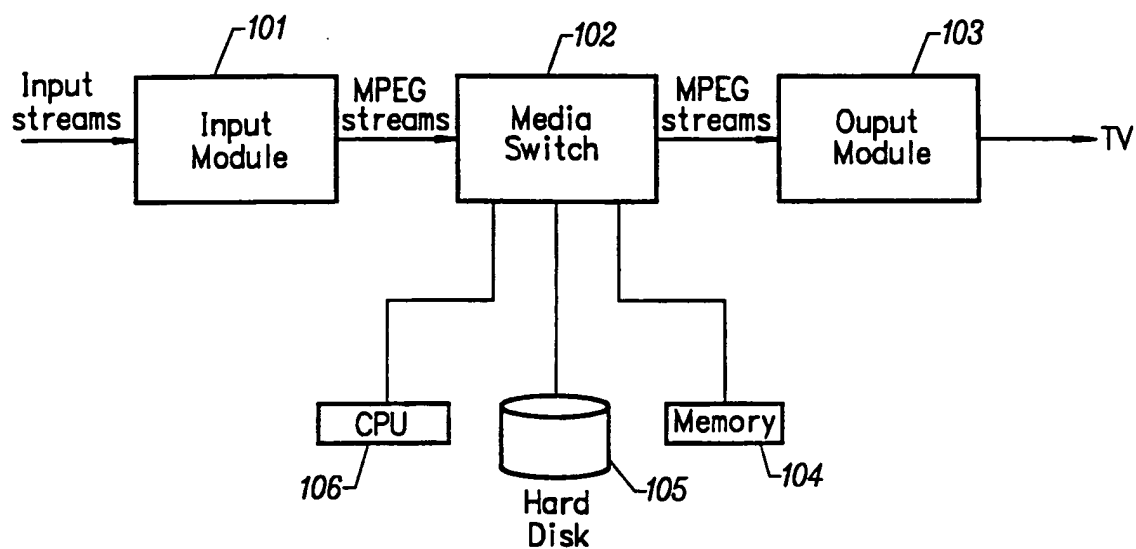 101
102
103
Input
streams
Input
Module
MPEG
streams
Media
Switch
MPEG
streams
Ouput
Module
TV
CPU
106
Hard
Disk
105
Memory
104